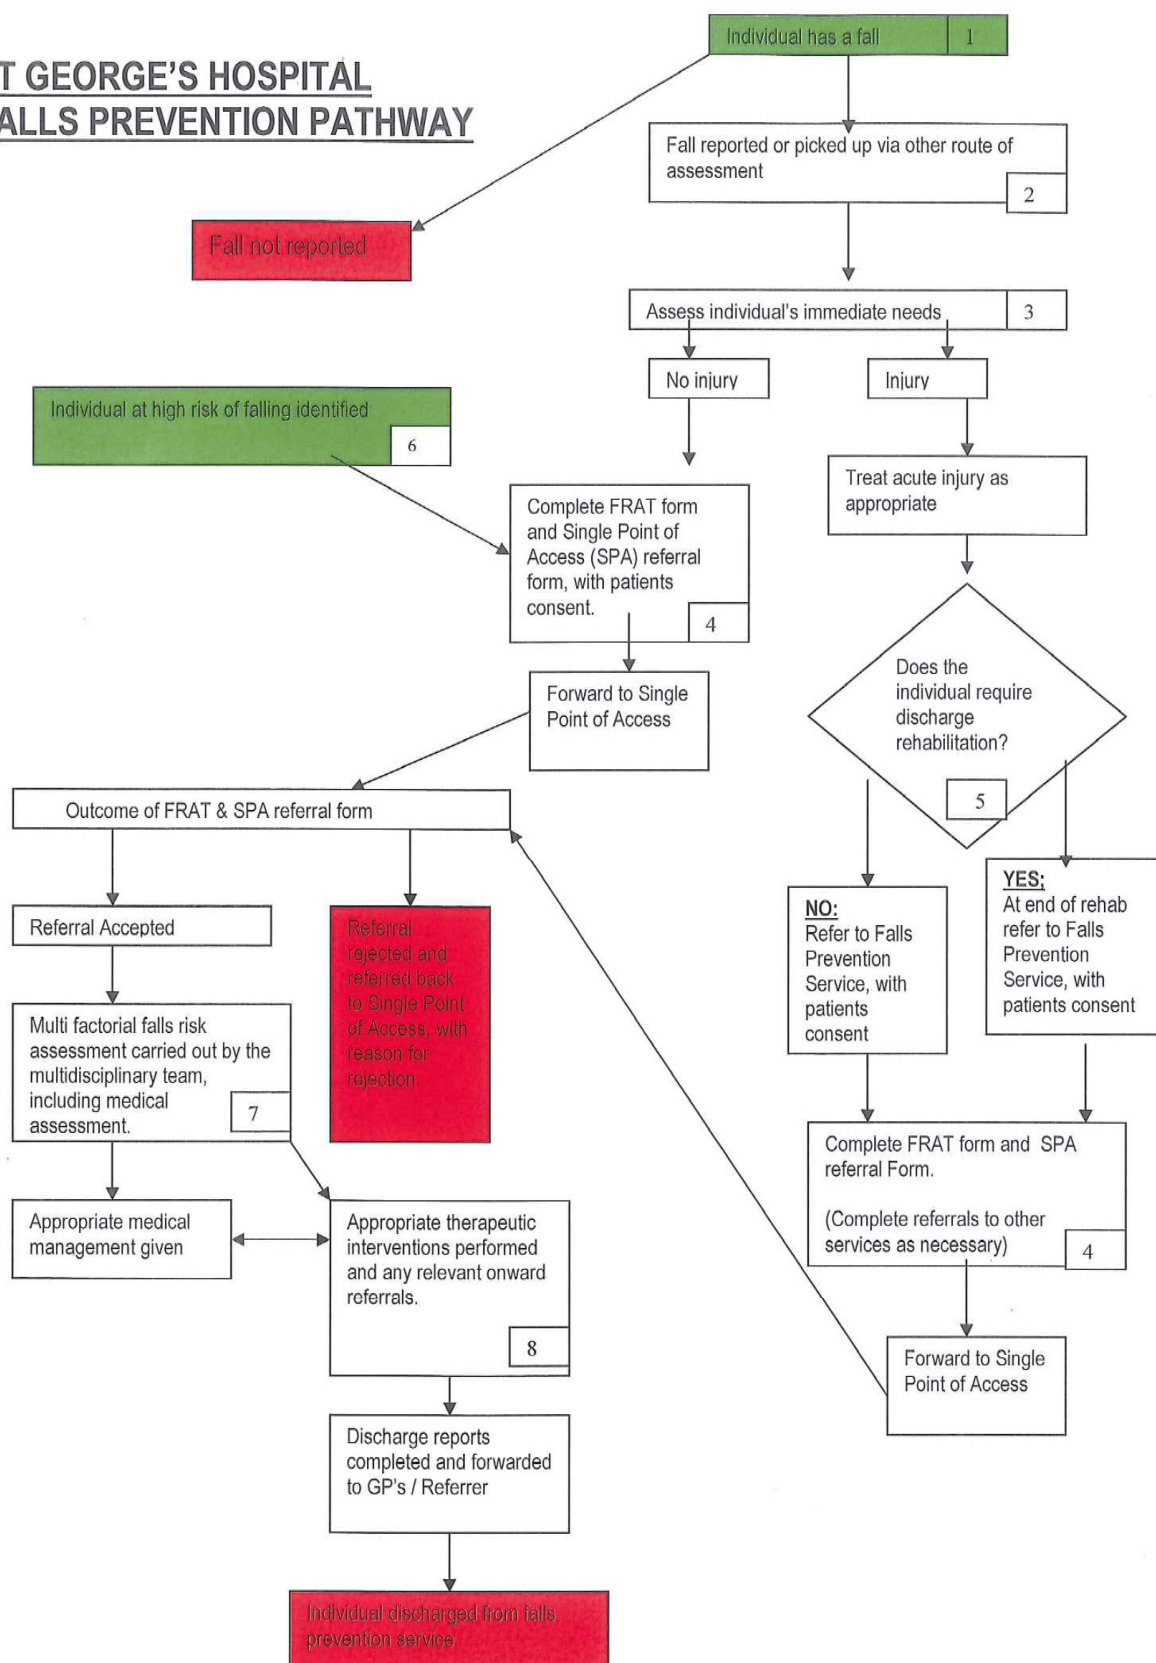 T GEORGE'S HOSPITAL
ALLS PREVENTION PATHWAY
Individual has a fall 1
Fall reported or picked up via other route of
assessment
2
Fall not reported
Assess individual's immediate needs 3
No injury
Injury
Individual at high risk of falling identified
6
Treat acute injury as
appropriate
Complete FRAT form
and Single Point of
Access (SPA) referral
form, with patients
consent.
4
Forward to Single
Point of Access
Does the
individual require
discharge
rehabilitation?
5
Outcome of FRAT & SPA referral form
NO:
Refer to Falls
Prevention
Service, with
patients
consent
YES;
At end of rehab
refer to Falls
Prevention
Service, with
patients consent
Referral Accepted
Referral
rejected and
referred back
to Single Point
of Access, with
reason for
rejection.
Multi factorial falls risk
assessment carried out by the
multidisciplinary team,
including medical
assessment.
7
Complete FRAT form and SPA
referral Form.
(Complete referrals to other
services as necessary)
4
Appropriate medical
management given
Appropriate therapeutic
interventions performed
and any relevant onward
referrals.
8
Forward to Single
Point of Access
Discharge reports
completed and forwarded
to GP's / Referrer
Individual discharged from falls
prevention service